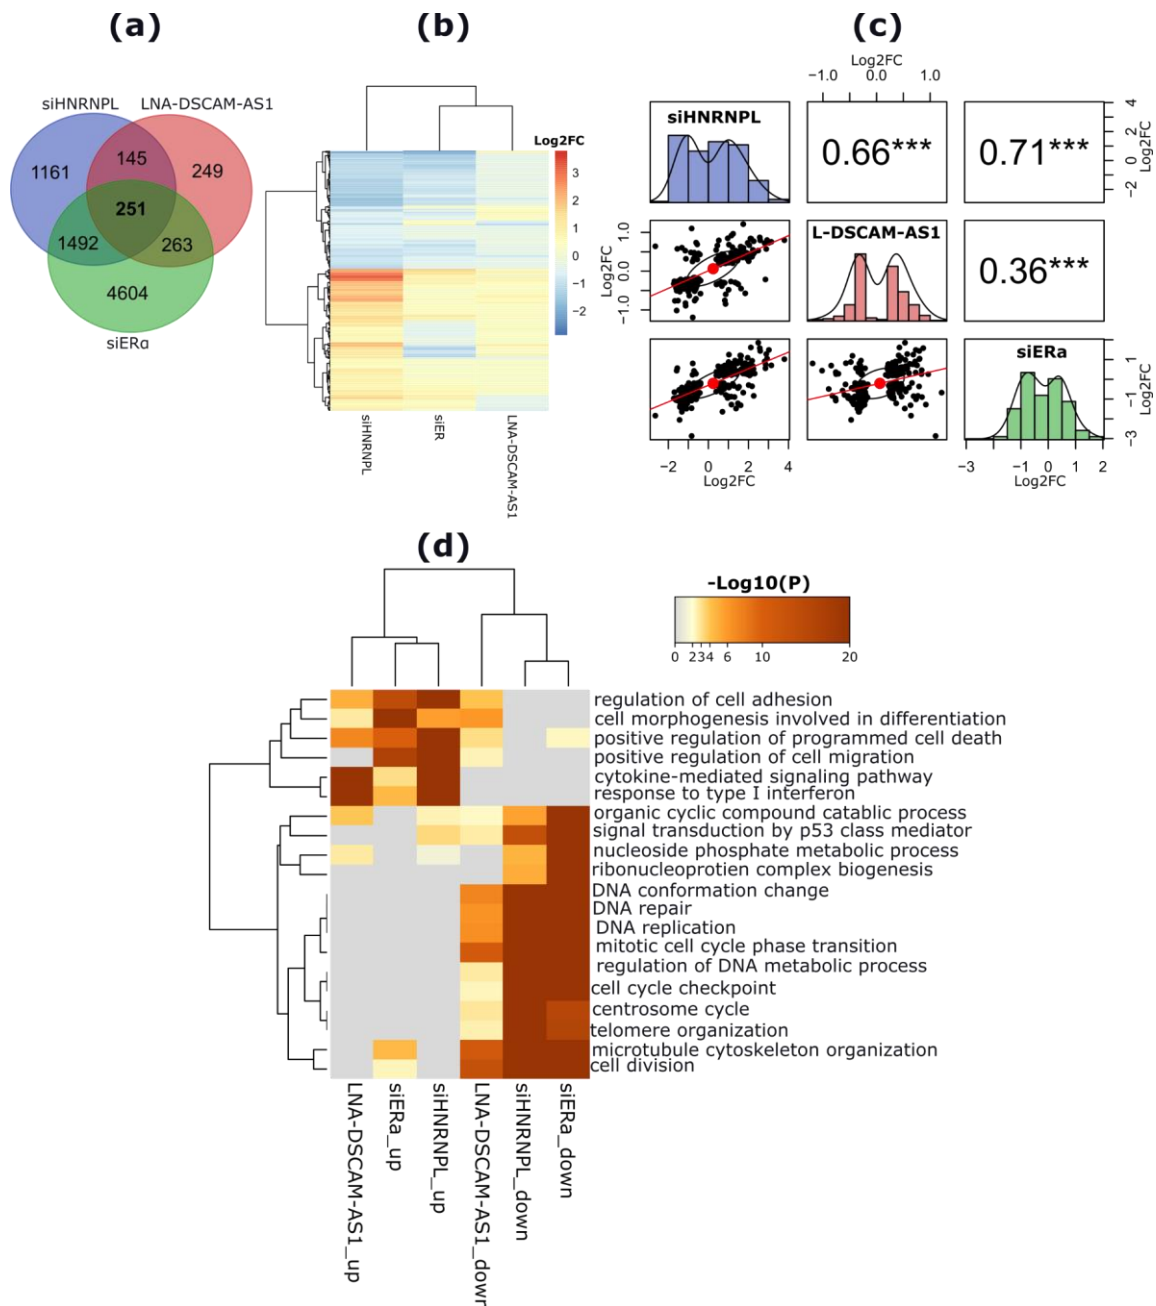 (a)
siHNRNPL
LNA-DSCAM-AS1
1161
145
249
251
1492
263
4604
siERα
(b)
Log2FC
3
2
1
0
−1
−2
siHNRNPL
siER
LNA-DSCAM-AS1
(c)
Log2FC
−1.0 0.0 1.0
siHNRNPL
0.66***
0.71***
−2 0 2 4
Log2FC
Log2FC
−1.0 0.0 1.0
L-DSCAM-AS1
0.36***
siERa
−3 −1 1
Log2FC
−2 0 2 4
Log2FC
−3 −1 0 1 2
Log2FC
(d)
-Log10(P)
0 2 3 4 6 10 20
regulation of cell adhesion
cell morphogenesis involved in differentiation
positive regulation of programmed cell death
positive regulation of cell migration
cytokine-mediated signaling pathway
response to type I interferon
organic cyclic compound catablic process
signal transduction by p53 class mediator
nucleoside phosphate metabolic process
ribonucleoprotien complex biogenesis
DNA conformation change
DNA repair
DNA replication
mitotic cell cycle phase transition
regulation of DNA metabolic process
cell cycle checkpoint
centrosome cycle
telomere organization
microtubule cytoskeleton organization
cell division
LNA-DSCAM-AS1_up
siERa_up
siHNRNPL_up
LNA-DSCAM-AS1_down
siHNRNPL_down
siERa_down